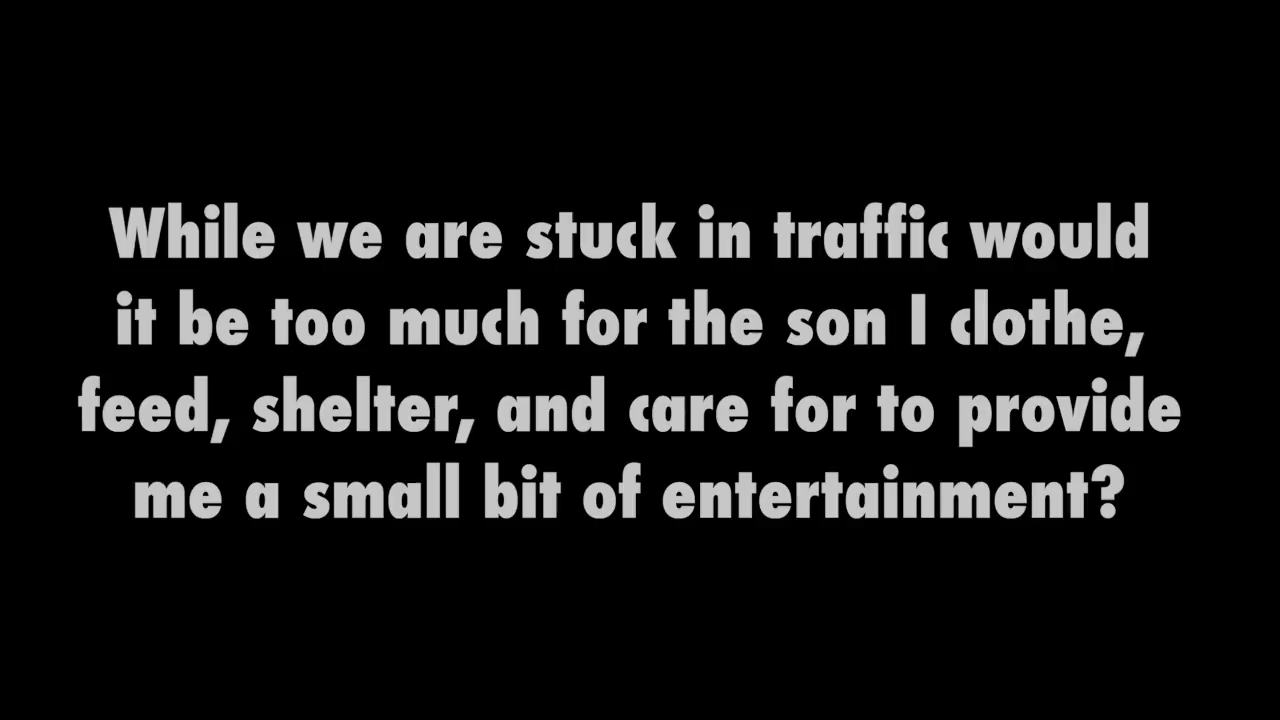 While we are stuck in traffic would
it be too much for the son I clothe,
feed, shelter, and care for to provide
me a small bit of entertainment?